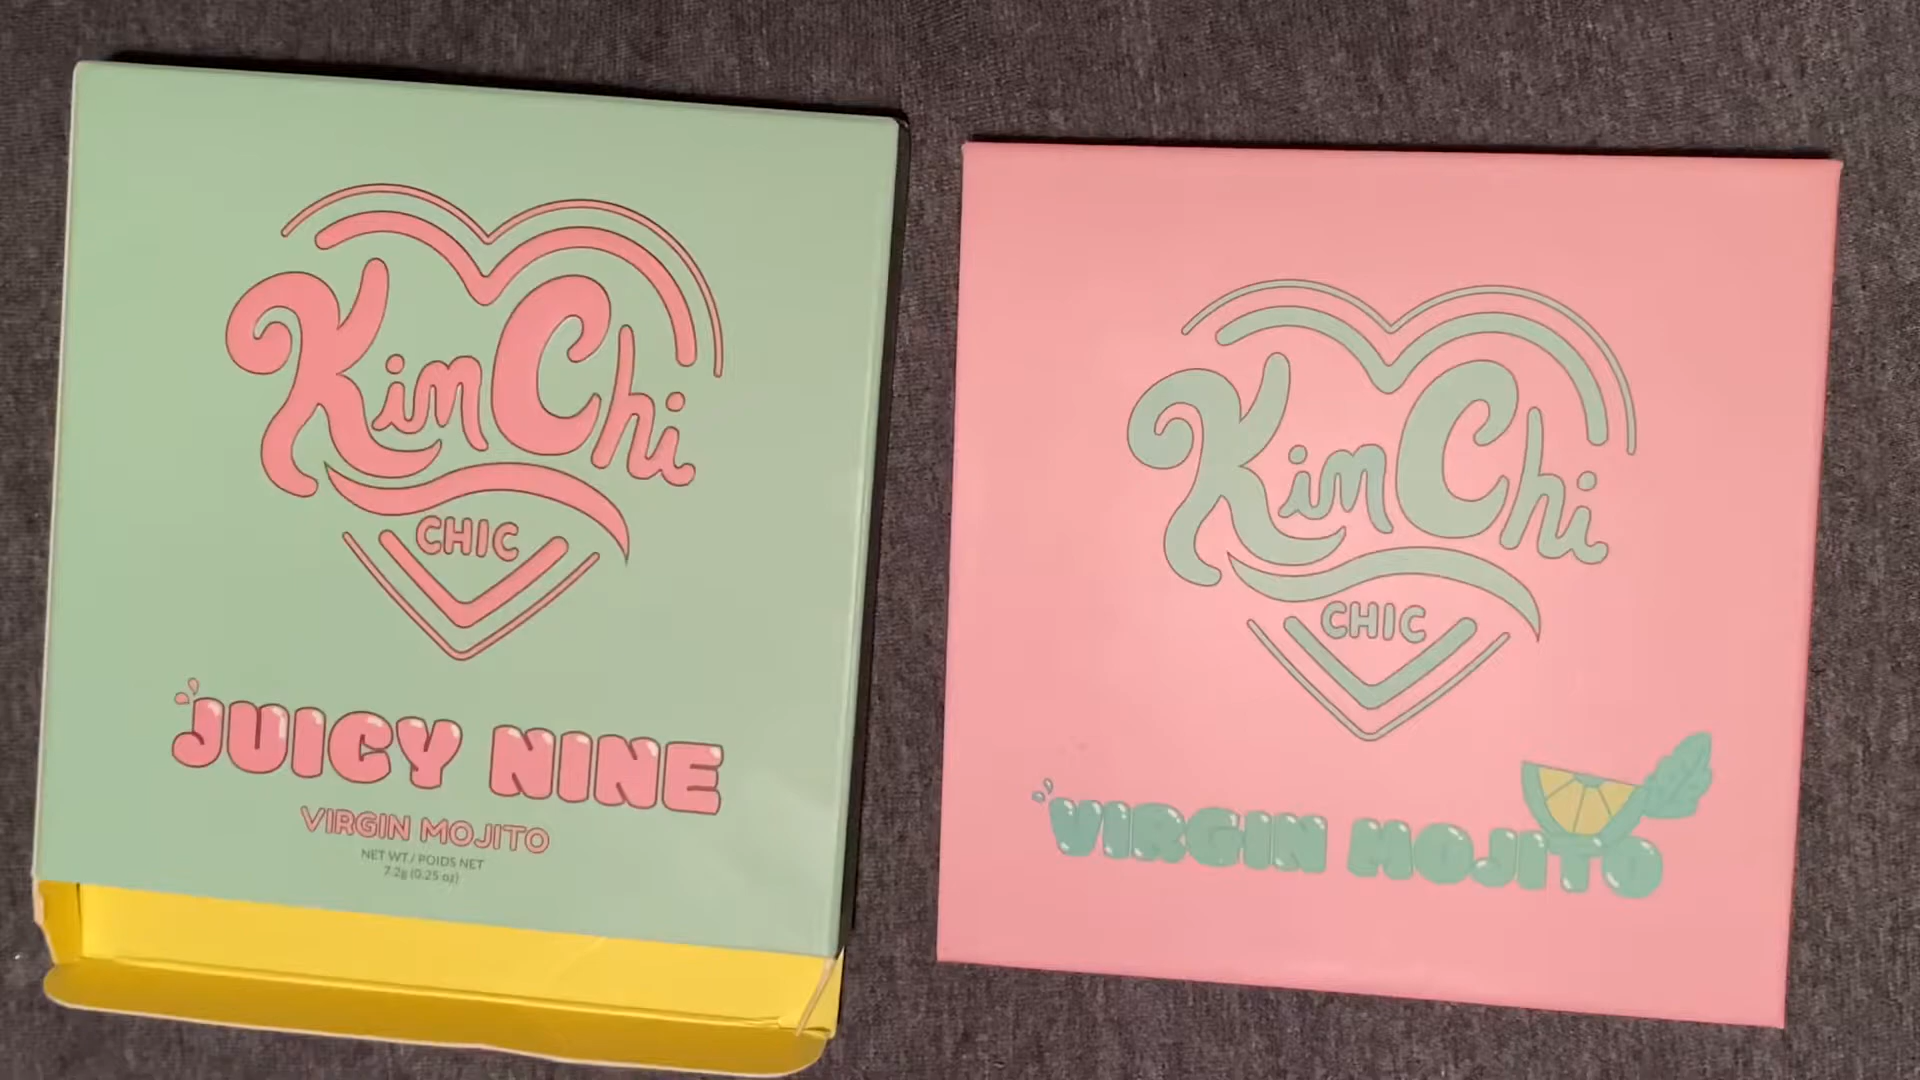 KimChi
CHIC
JUICY NINE
VIRGIN MOJITO
NET WT / POIDS NET
7.2g (0.25 oz)
KimChi
CHIC
VIRGIN MOJITO